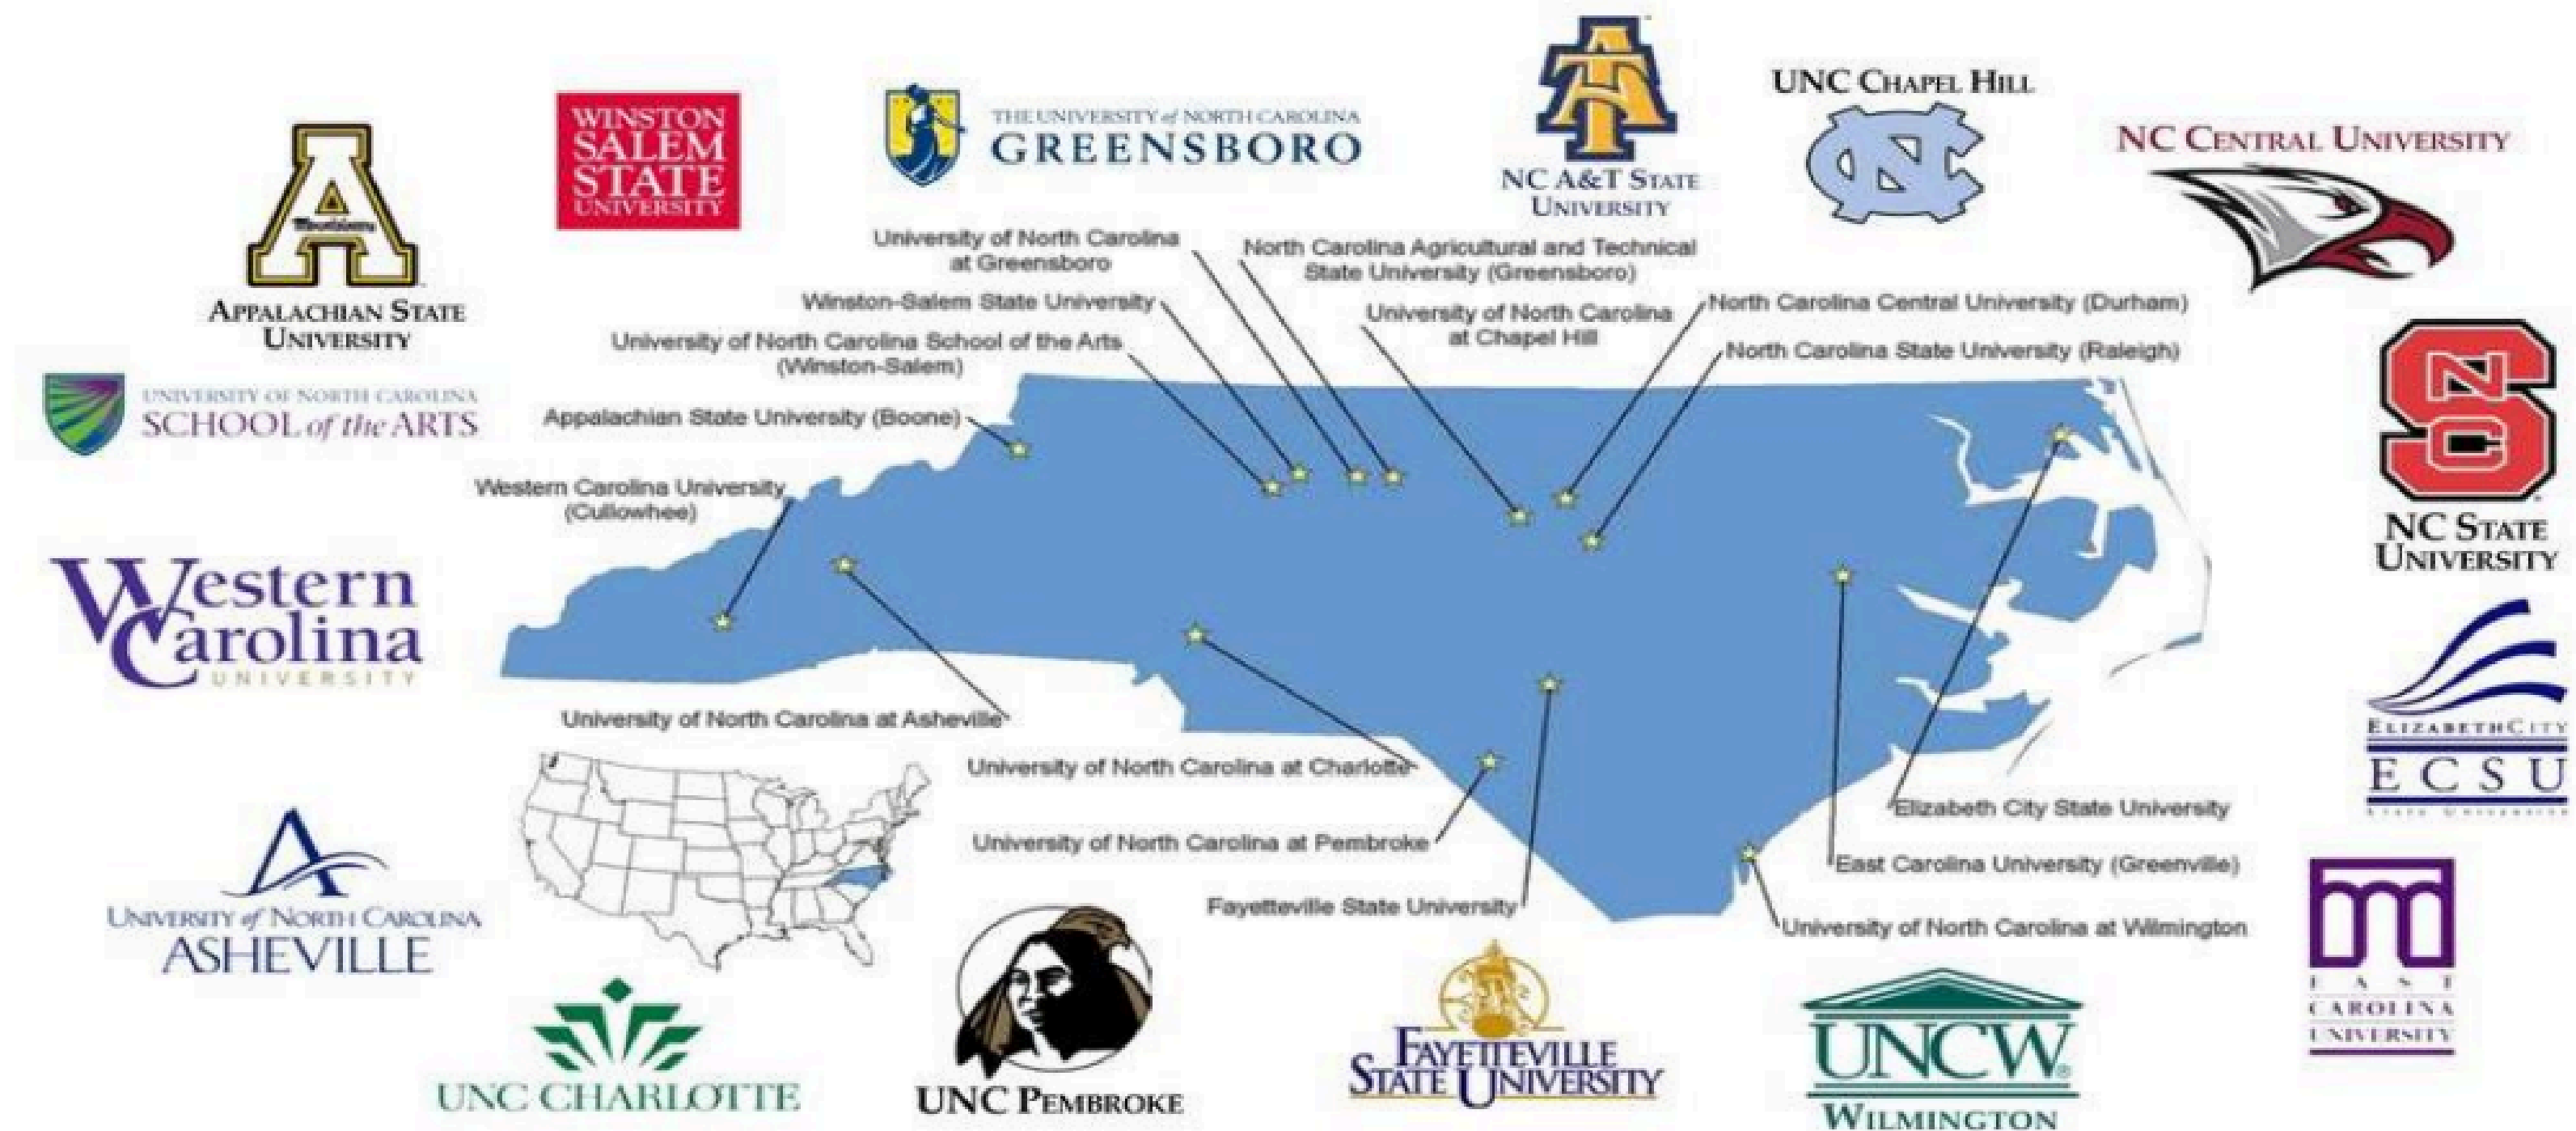 NC A&T STATE
UNIVERSITY
UNC CHAPEL HILL
NC CENTRAL UNIVERSITY
WINSTON
SALEM
STATE
UNIVERSITY
THE UNIVERSITY of NORTH CAROLINA
GREENSBORO
Mountaineers
APPALACHIAN STATE
UNIVERSITY
University of North Carolina
at Greensboro
North Carolina Agricultural and Technical
State University (Greensboro)
Winston-Salem State University
University of North Carolina
at Chapel Hill
North Carolina Central University (Durham)
University of North Carolina School of the Arts
(Winston-Salem)
North Carolina State University (Raleigh)
UNIVERSITY OF NORTH CAROLINA
SCHOOL of the ARTS
Appalachian State University (Boone)
Western Carolina University
(Cullowhee)
NC STATE
UNIVERSITY
Western
Carolina
UNIVERSITY
University of North Carolina at Asheville
University of North Carolina at Charlotte
University of North Carolina at Pembroke
Fayetteville State University
Elizabeth City State University
East Carolina University (Greenville)
University of North Carolina at Wilmington
ELIZABETH CITY
ECSU
State University
UNIVERSITY of NORTH CAROLINA
ASHEVILLE
EAST
CAROLINA
UNIVERSITY
UNC CHARLOTTE
UNC PEMBROKE
FAYETTEVILLE
STATE UNIVERSITY
UNCW
WILMINGTON